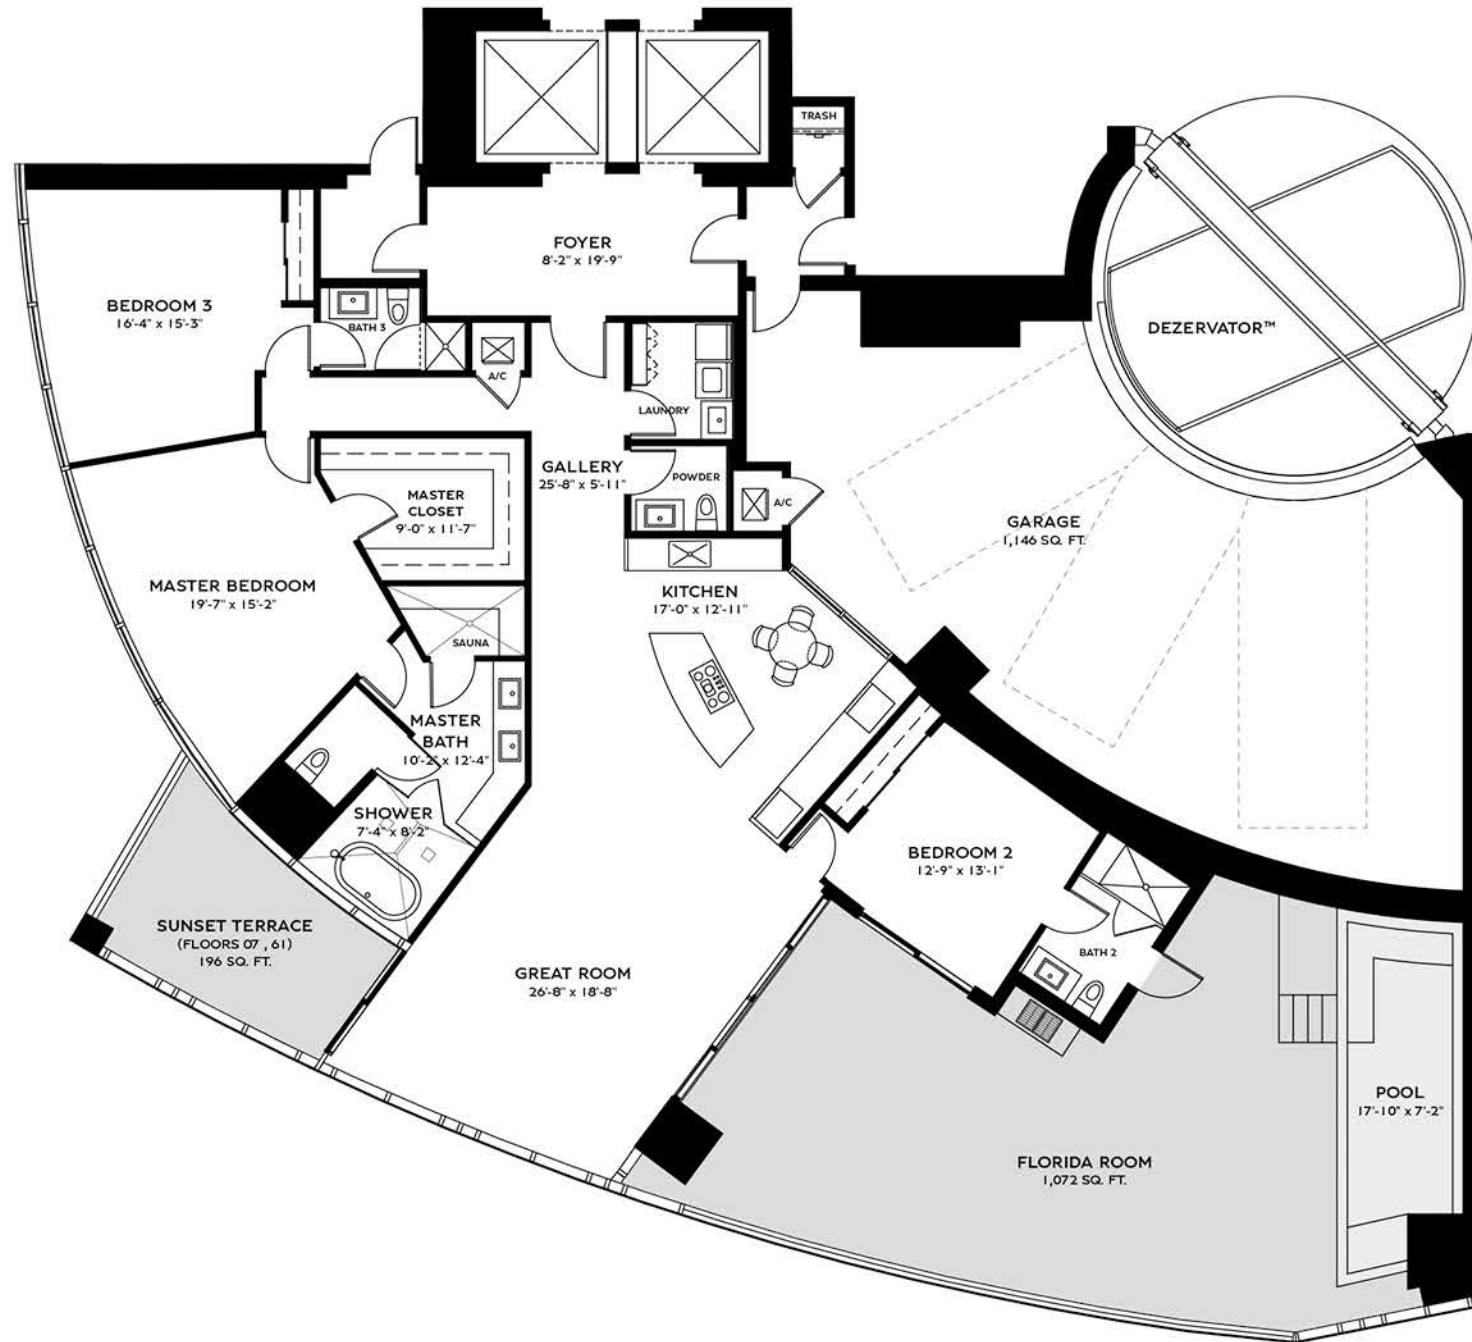 TRASH
FOYER
8'-2" x 19'-9"
BEDROOM 3
16'-4" x 15'-3"
BATH 3
DEZERVATOR™
A/C
LAUNDRY
GALLERY
25'-8" x 5'-11"
POWDER
MASTER
CLOSET
9'-0" x 11'-7"
A/C
GARAGE
1,146 SQ. FT.
MASTER BEDROOM
19'-7" x 15'-2"
KITCHEN
17'-0" x 12'-11"
SAUNA
MASTER
BATH
10'-2" x 12'-4"
SHOWER
7'-4" x 8'-2"
BEDROOM 2
12'-9" x 13'-1"
SUNSET TERRACE
(FLOORS 07 , 61)
196 SQ. FT.
BATH 2
GREAT ROOM
26'-8" x 18'-8"
POOL
17'-10" x 7'-2"
FLORIDA ROOM
1,072 SQ. FT.